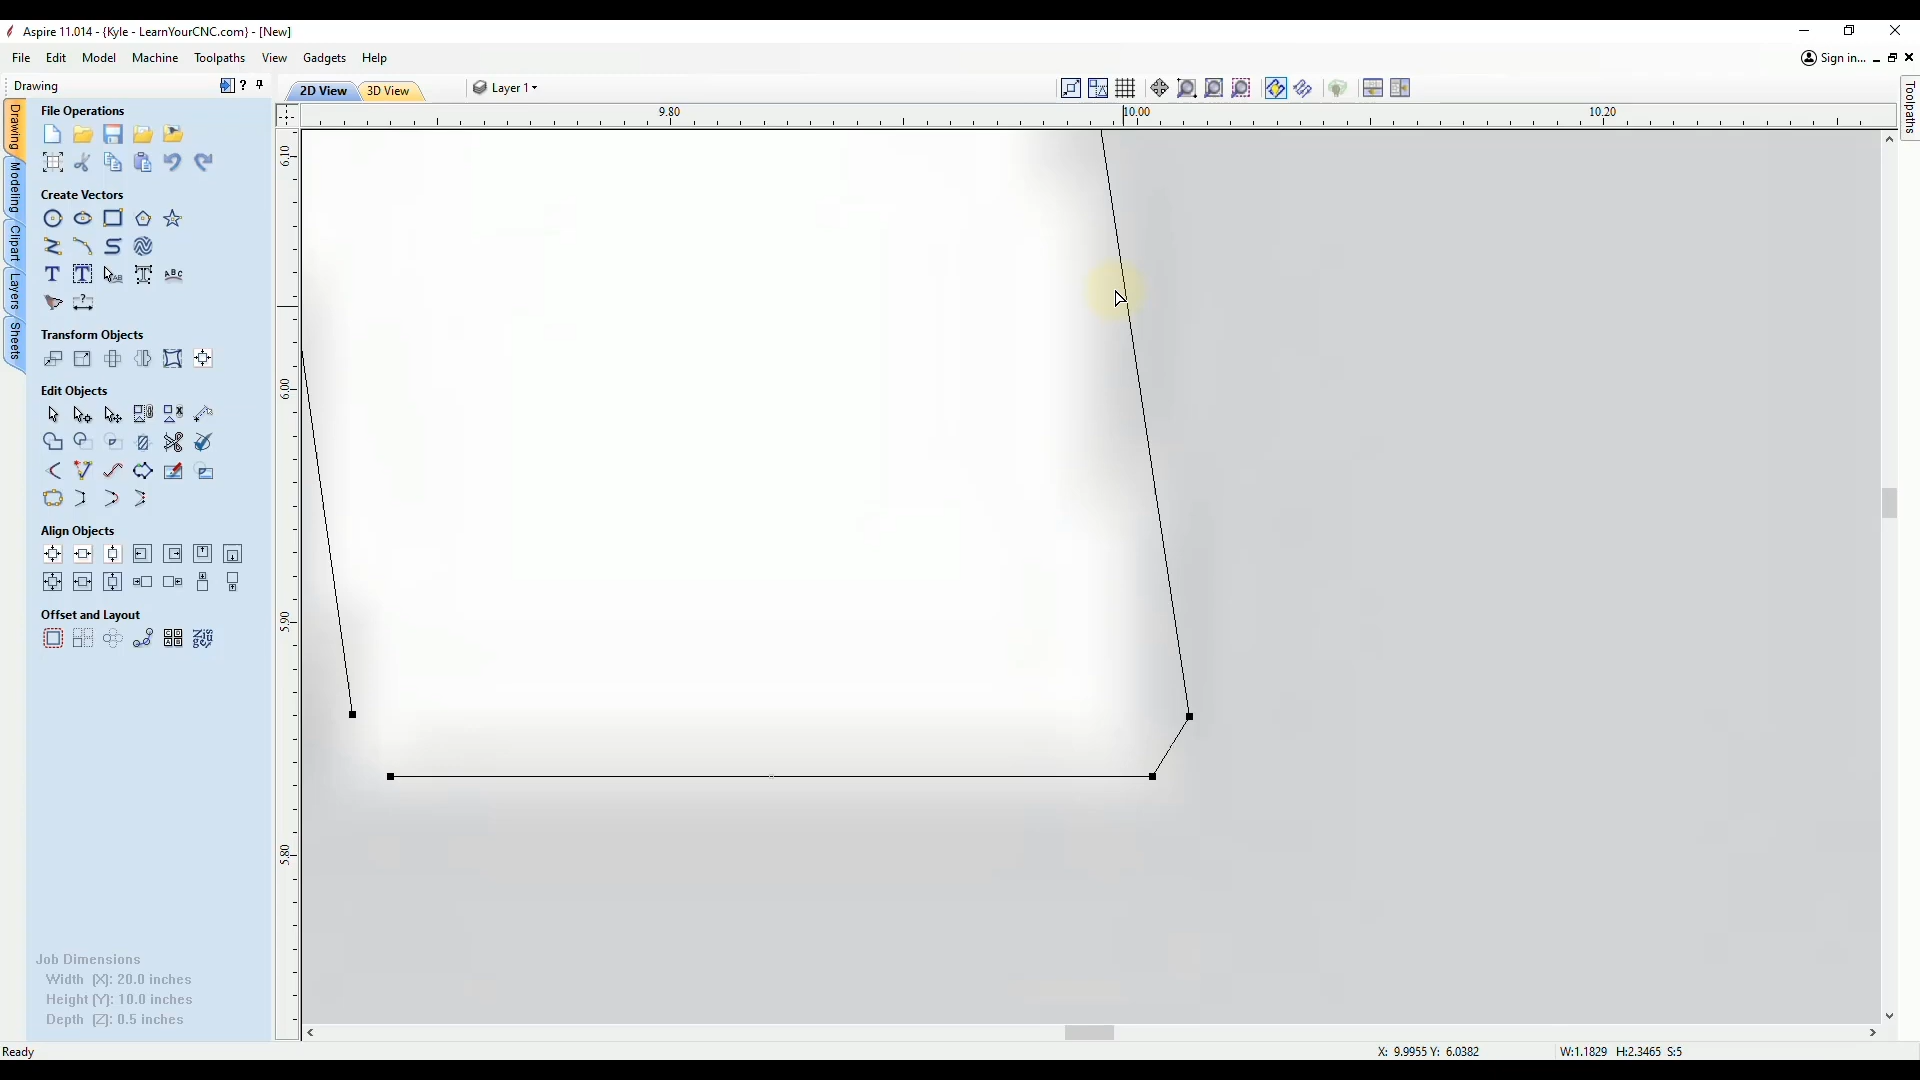 Aspire 11.014 - {Kyle - LearnYourCNC.com} - [New]
File Edit Model Machine Toolpaths View Gadgets Help
Sign in...
Drawing
2D View 3D View Layer 1
File Operations
Create Vectors
Transform Objects
Edit Objects
Align Objects
Offset and Layout
Drawing
Modeling
Clipart
Layers
Sheets
Toolpaths
9.80 10.00 10.20
6.10
6.00
5.90
5.80
Job Dimensions
Width (X): 20.0 inches
Height (Y): 10.0 inches
Depth (Z): 0.5 inches
Ready
X: 9.9955 Y: 6.0382
W:1.1829 H:2.3465 S:5